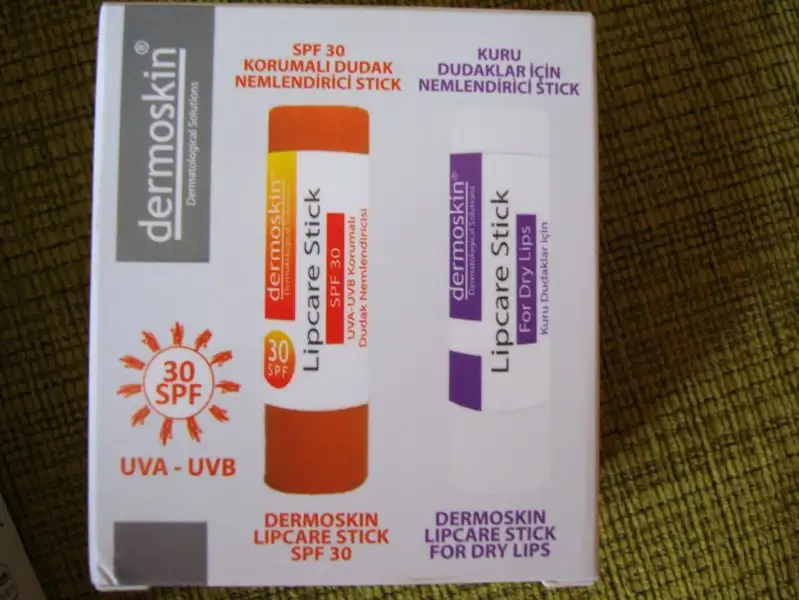 dermoskin®
Dermatological Solutions
SPF 30
KORUMALI DUDAK
NEMLENDİRİCİ STICK
KURU
DUDAKLAR İÇİN
NEMLENDİRİCİ STICK
dermoskin®
Dermatological Solutions
Lipcare Stick
SPF 30
UVA-UVB Korumalı
Dudak Nemlendiricisi
30
SPF
dermoskin®
Dermatological Solutions
Lipcare Stick
For Dry Lips
Kuru Dudaklar için
30
SPF
UVA - UVB
DERMOSKIN
LIPCARE STICK
SPF 30
DERMOSKIN
LIPCARE STICK
FOR DRY LIPS